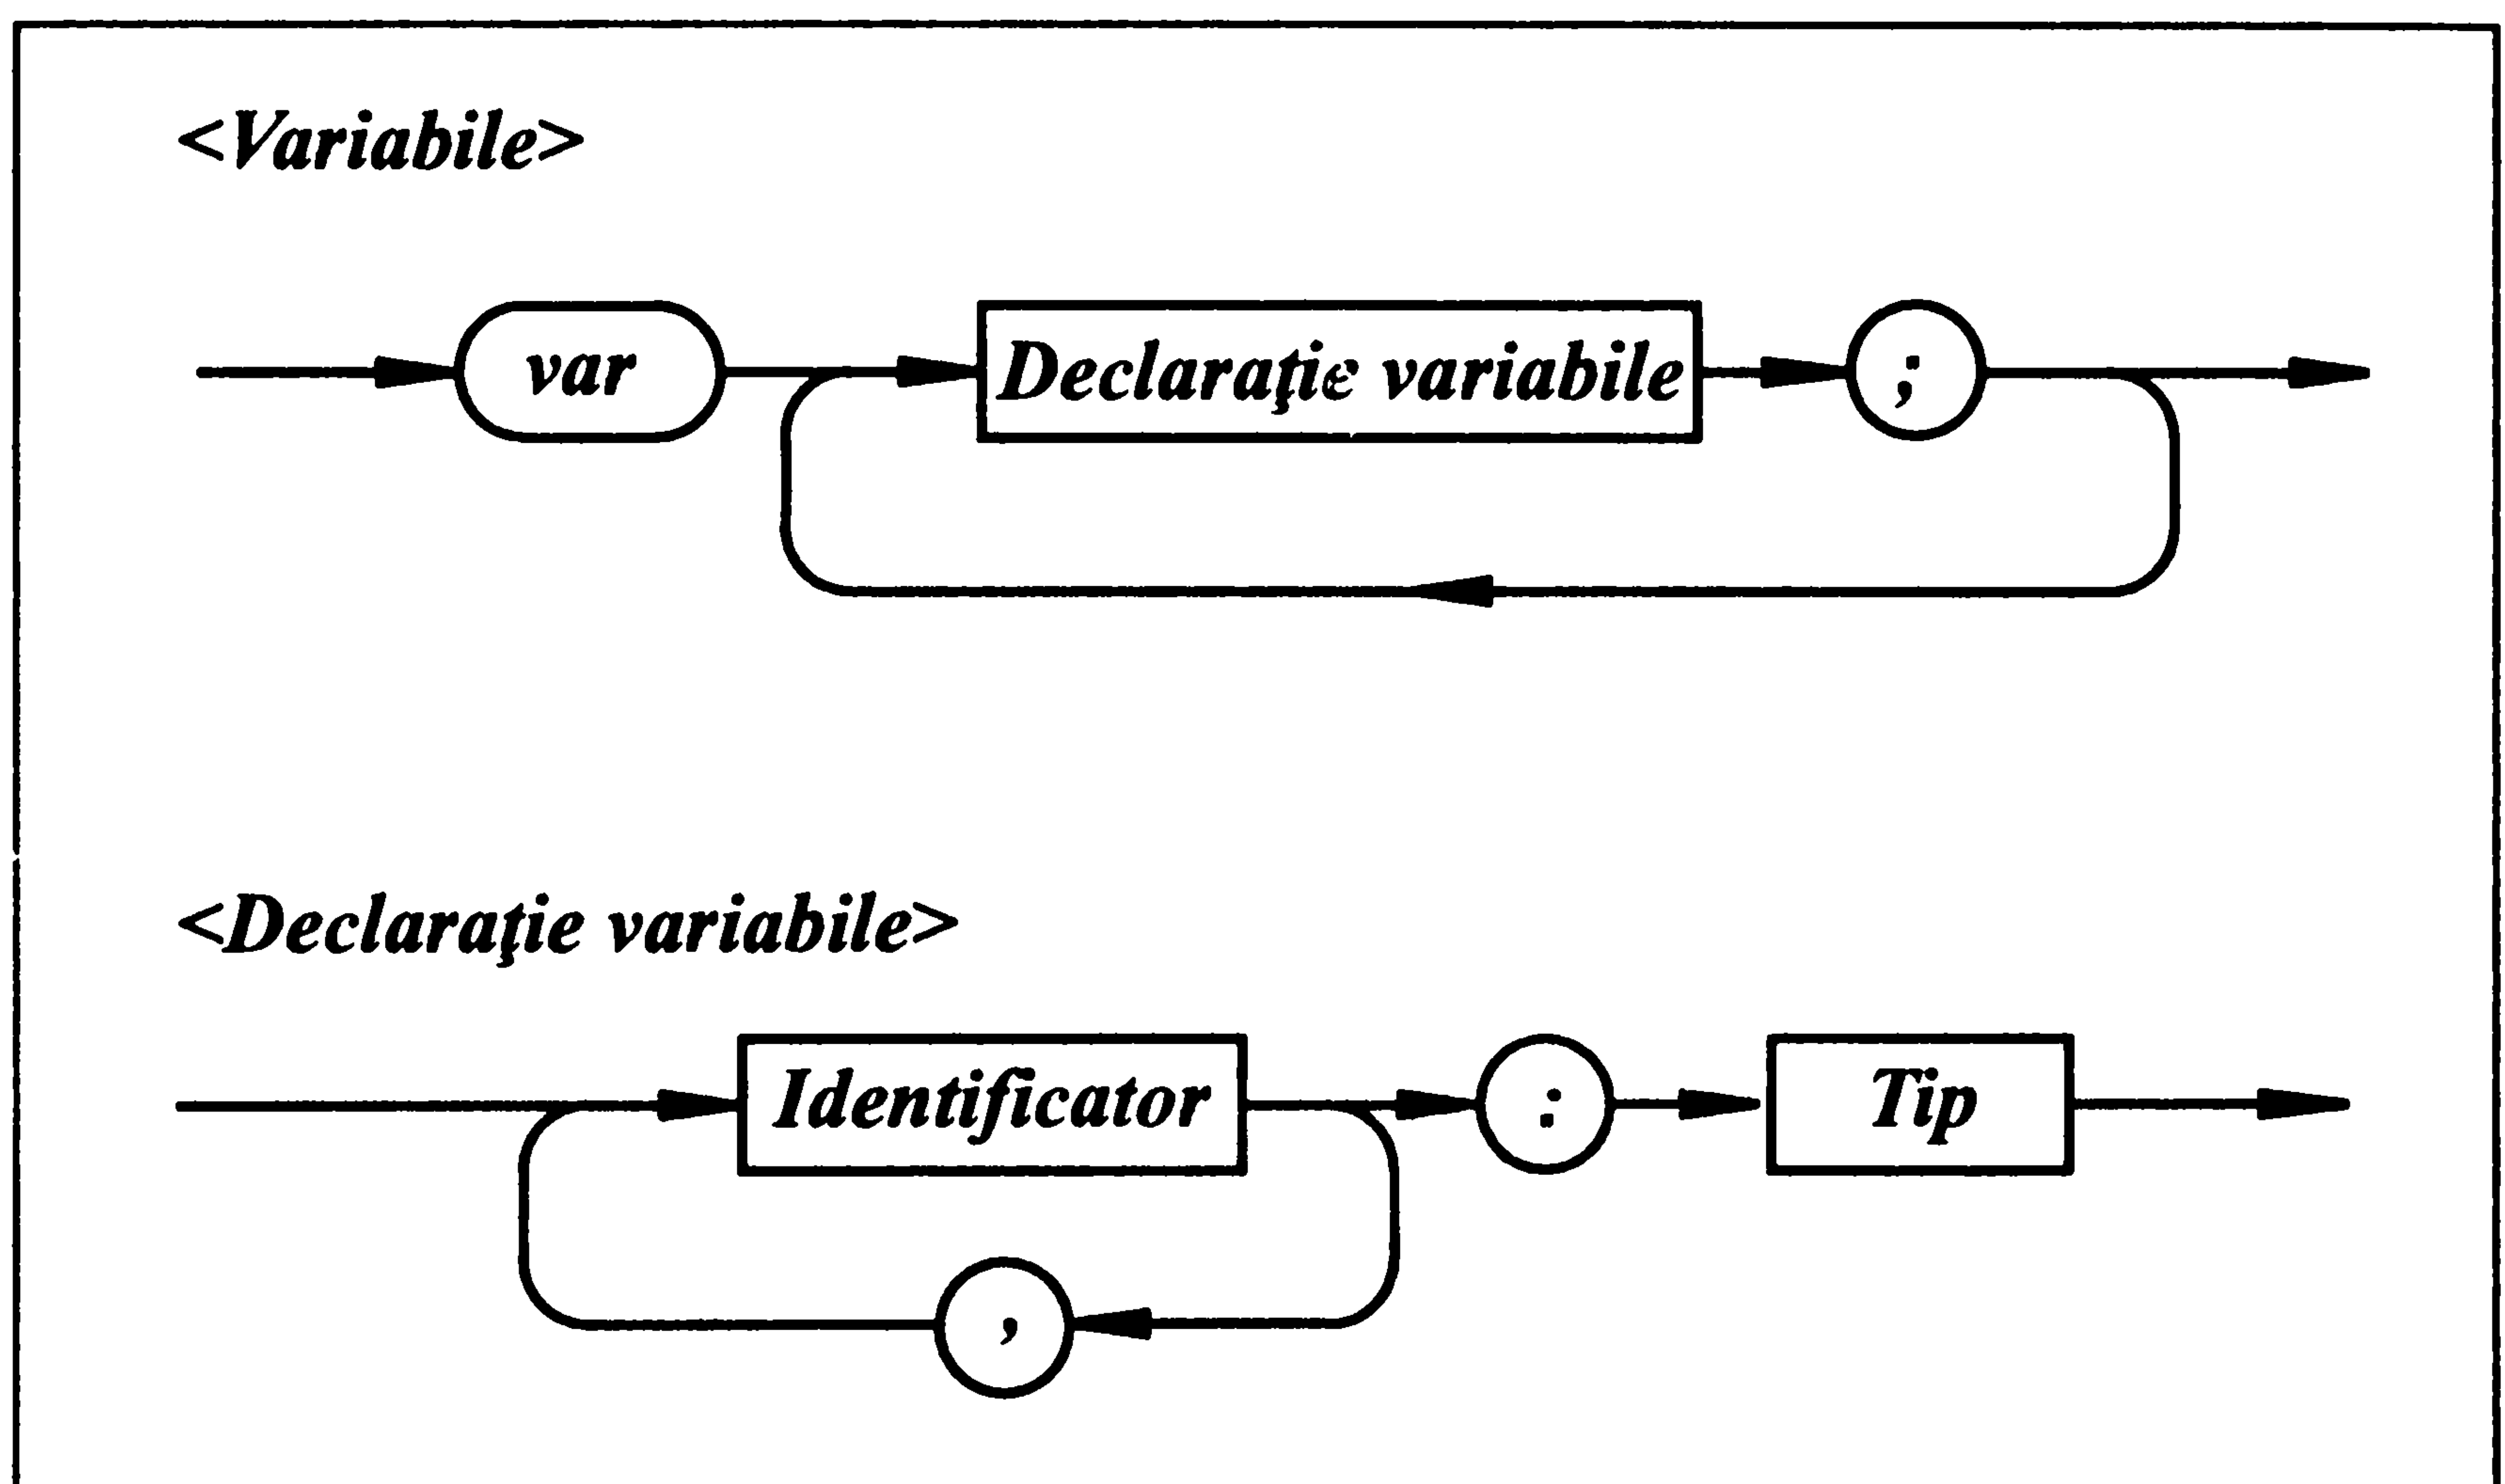 <Variabile>
var Declaraţie variabile ;
<Declaraţie variabile>
Identificator : Tip
,